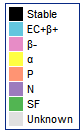 Stable
EC+β+
β-
α
P
N
SF
Unknown